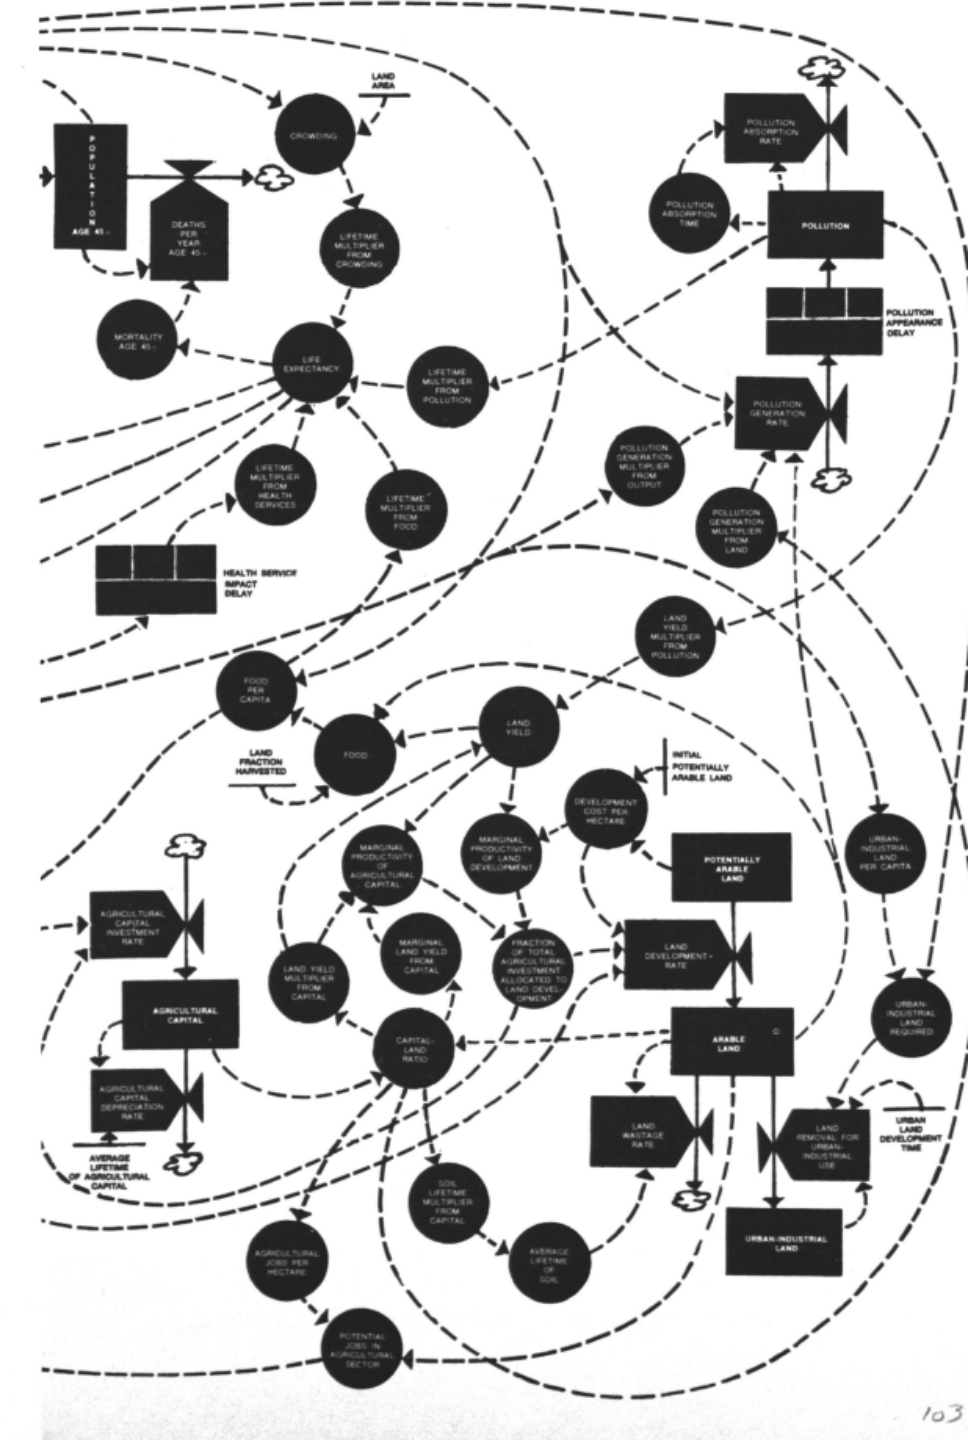 LAND
AREA
CROWDING
POLLUTION
ABSORPTION
RATE
POPULATION
AGE 45+
DEATHS
PER
YEAR
AGE 45+
LIFETIME
MULTIPLIER
FROM
CROWDING
POLLUTION
ABSORPTION
TIME
POLLUTION
POLLUTION
APPEARANCE
DELAY
MORTALITY
AGE 45+
LIFE
EXPECTANCY
LIFETIME
MULTIPLIER
FROM
POLLUTION
POLLUTION
GENERATION
RATE
LIFETIME
MULTIPLIER
FROM
HEALTH
SERVICES
LIFETIME
MULTIPLIER
FROM
FOOD
POLLUTION
GENERATION
MULTIPLIER
FROM
OUTPUT
POLLUTION
GENERATION
MULTIPLIER
FROM
LAND
HEALTH SERVICE
IMPACT
DELAY
LAND
YIELD
MULTIPLIER
FROM
POLLUTION
FOOD
PER
CAPITA
LAND
YIELD
FOOD
LAND
FRACTION
HARVESTED
INITIAL
POTENTIALLY
ARABLE LAND
DEVELOPMENT
COST PER
HECTARE
MARGINAL
PRODUCTIVITY
OF
AGRICULTURAL
CAPITAL
MARGINAL
PRODUCTIVITY
OF LAND
DEVELOPMENT
POTENTIALLY
ARABLE
LAND
URBAN-
INDUSTRIAL
LAND
PER CAPITA
AGRICULTURAL
CAPITAL
INVESTMENT
RATE
LAND YIELD
MULTIPLIER
FROM
CAPITAL
MARGINAL
LAND YIELD
FROM
CAPITAL
FRACTION
OF TOTAL
AGRICULTURAL
INVESTMENT
ALLOCATED TO
LAND DEVEL-
OPMENT
LAND
DEVELOPMENT-
RATE
AGRICULTURAL
CAPITAL
CAPITAL-
LAND
RATIO
ARABLE
LAND
URBAN-
INDUSTRIAL
LAND
REQUIRED
AGRICULTURAL
CAPITAL
DEPRECIATION
RATE
AVERAGE
LIFETIME
OF AGRICULTURAL
CAPITAL
LAND
WASTAGE
RATE
LAND
REMOVAL FOR
URBAN-
INDUSTRIAL
USE
URBAN
LAND
DEVELOPMENT
TIME
SOIL
LIFETIME
MULTIPLIER
FROM
CAPITAL
AGRICULTURAL
JOBS PER
HECTARE
AVERAGE
LIFETIME
OF
SOIL
URBAN-INDUSTRIAL
LAND
POTENTIAL
JOBS IN
AGRICULTURAL
SECTOR
103